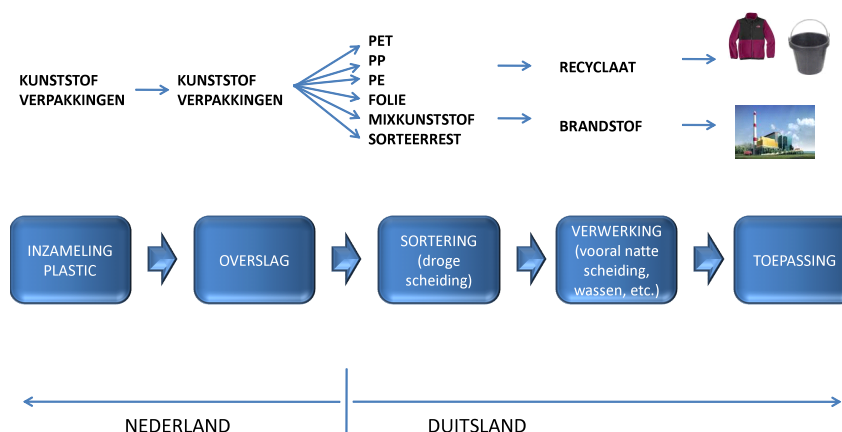 KUNSTSTOF
VERPAKKINGEN
KUNSTSTOF
VERPAKKINGEN
PET
PP
PE
FOLIE
MIXKUNSTSTOF
SORTEERREST
RECYCLAAT
BRANDSTOF
INZAMELING
PLASTIC
OVERSLAG
SORTERING
(droge
scheiding)
VERWERKING
(vooral natte
scheiding,
wassen, etc.)
TOEPASSING
NEDERLAND
DUITSLAND